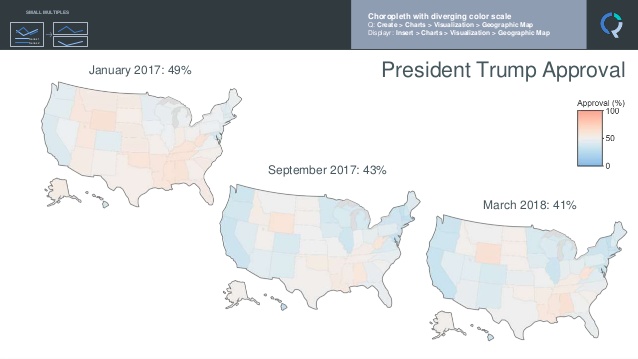 SMALL MULTIPLES
Choropleth with diverging color scale
Q: Create > Charts > Visualization > Geographic Map
Displayr: Insert > Charts > Visualization > Geographic Map
President Trump Approval
January 2017: 49%
Approval (%)
100
50
0
September 2017: 43%
March 2018: 41%